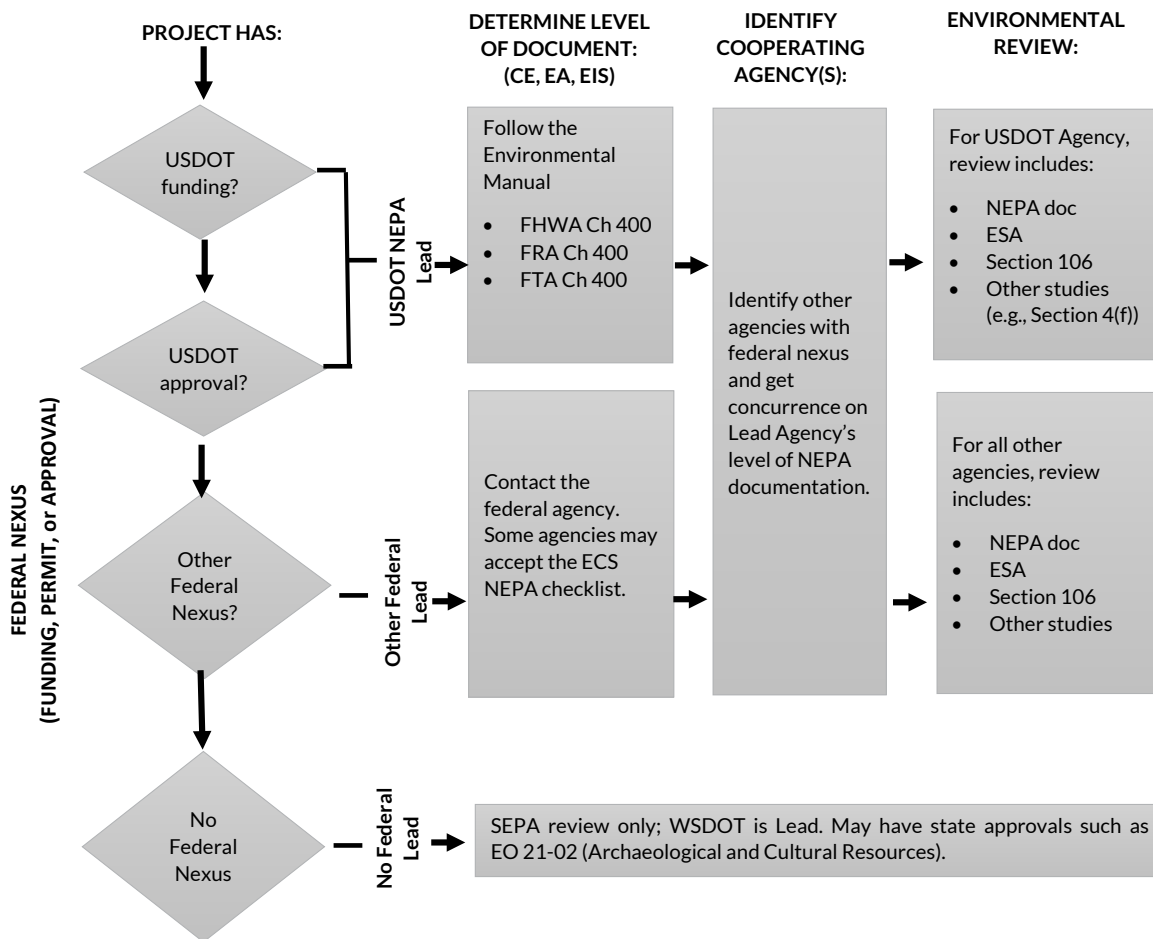 PROJECT HAS:
DETERMINE LEVEL
OF DOCUMENT:
(CE, EA, EIS)
IDENTIFY
COOPERATING
AGENCY(S):
ENVIRONMENTAL
REVIEW:
FEDERAL NEXUS
(FUNDING, PERMIT, or APPROVAL)
USDOT
funding?
USDOT
approval?
USDOT NEPA
Lead
Follow the
Environmental
Manual
• FHWA Ch 400
• FRA Ch 400
• FTA Ch 400
Identify other
agencies with
federal nexus
and get
concurrence on
Lead Agency's
level of NEPA
documentation.
For USDOT Agency,
review includes:
• NEPA doc
• ESA
• Section 106
• Other studies
(e.g., Section 4(f))
Other
Federal
Nexus?
Other Federal
Lead
Contact the
federal agency.
Some agencies may
accept the ECS
NEPA checklist.
For all other
agencies, review
includes:
• NEPA doc
• ESA
• Section 106
• Other studies
No
Federal
Nexus
No Federal
Lead
SEPA review only; WSDOT is Lead. May have state approvals such as
EO 21-02 (Archaeological and Cultural Resources).